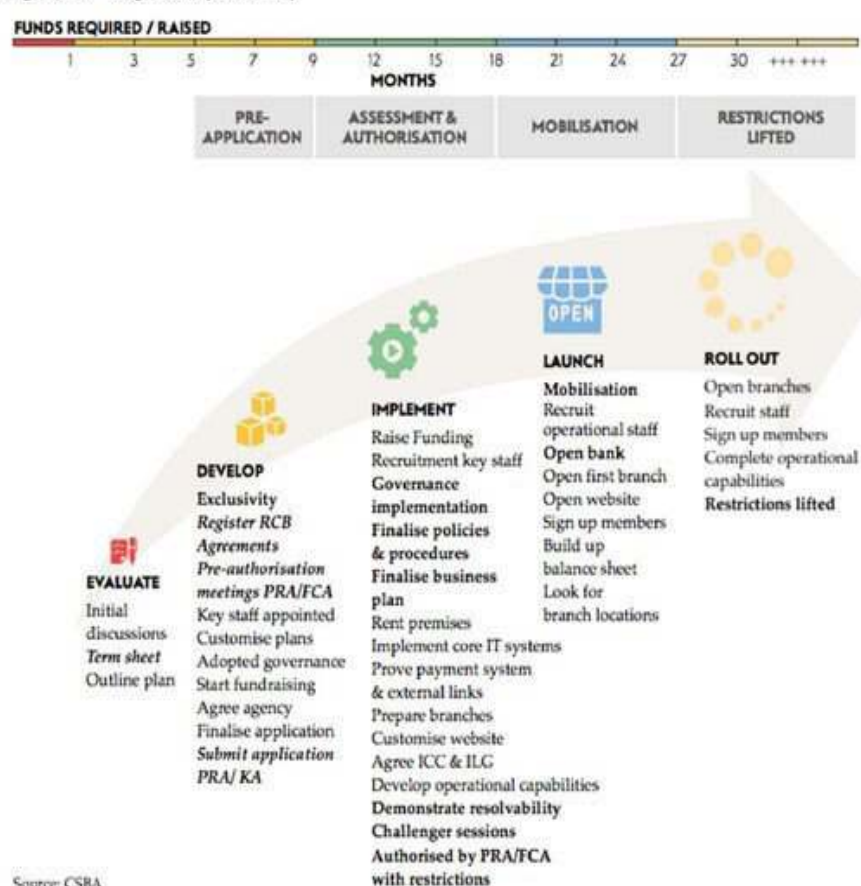 FUNDS REQUIRED / RAISED
1 3 5 7 9 12 15 18 21 24 27 30 +++ +++
MONTHS
PRE-
APPLICATION
ASSESSMENT &
AUTHORISATION
MOBILISATION
RESTRICTIONS
LIFTED
EVALUATE
Initial
discussions
Term sheet
Outline plan
DEVELOP
Exclusivity
Register RCB
Agreements
Pre-authorisation
meetings PRA/FCA
Key staff appointed
Customise plans
Adopted governance
Start fundraising
Agree agency
Finalise application
Submit application
PRA/ KA
IMPLEMENT
Raise Funding
Recruitment key staff
Governance
implementation
Finalise policies
& procedures
Finalise business
plan
Rent premises
Implement core IT systems
Prove payment system
& external links
Prepare branches
Customise website
Agree ICC & ILG
Develop operational capabilities
Demonstrate resolvability
Challenger sessions
Authorised by PRA/FCA
with restrictions
OPEN
LAUNCH
Mobilisation
Recruit
operational staff
Open bank
Open first branch
Open website
Sign up members
Build up
balance sheet
Look for
branch locations
ROLL OUT
Open branches
Recruit staff
Sign up members
Complete operational
capabilities
Restrictions lifted
Source: CSBA